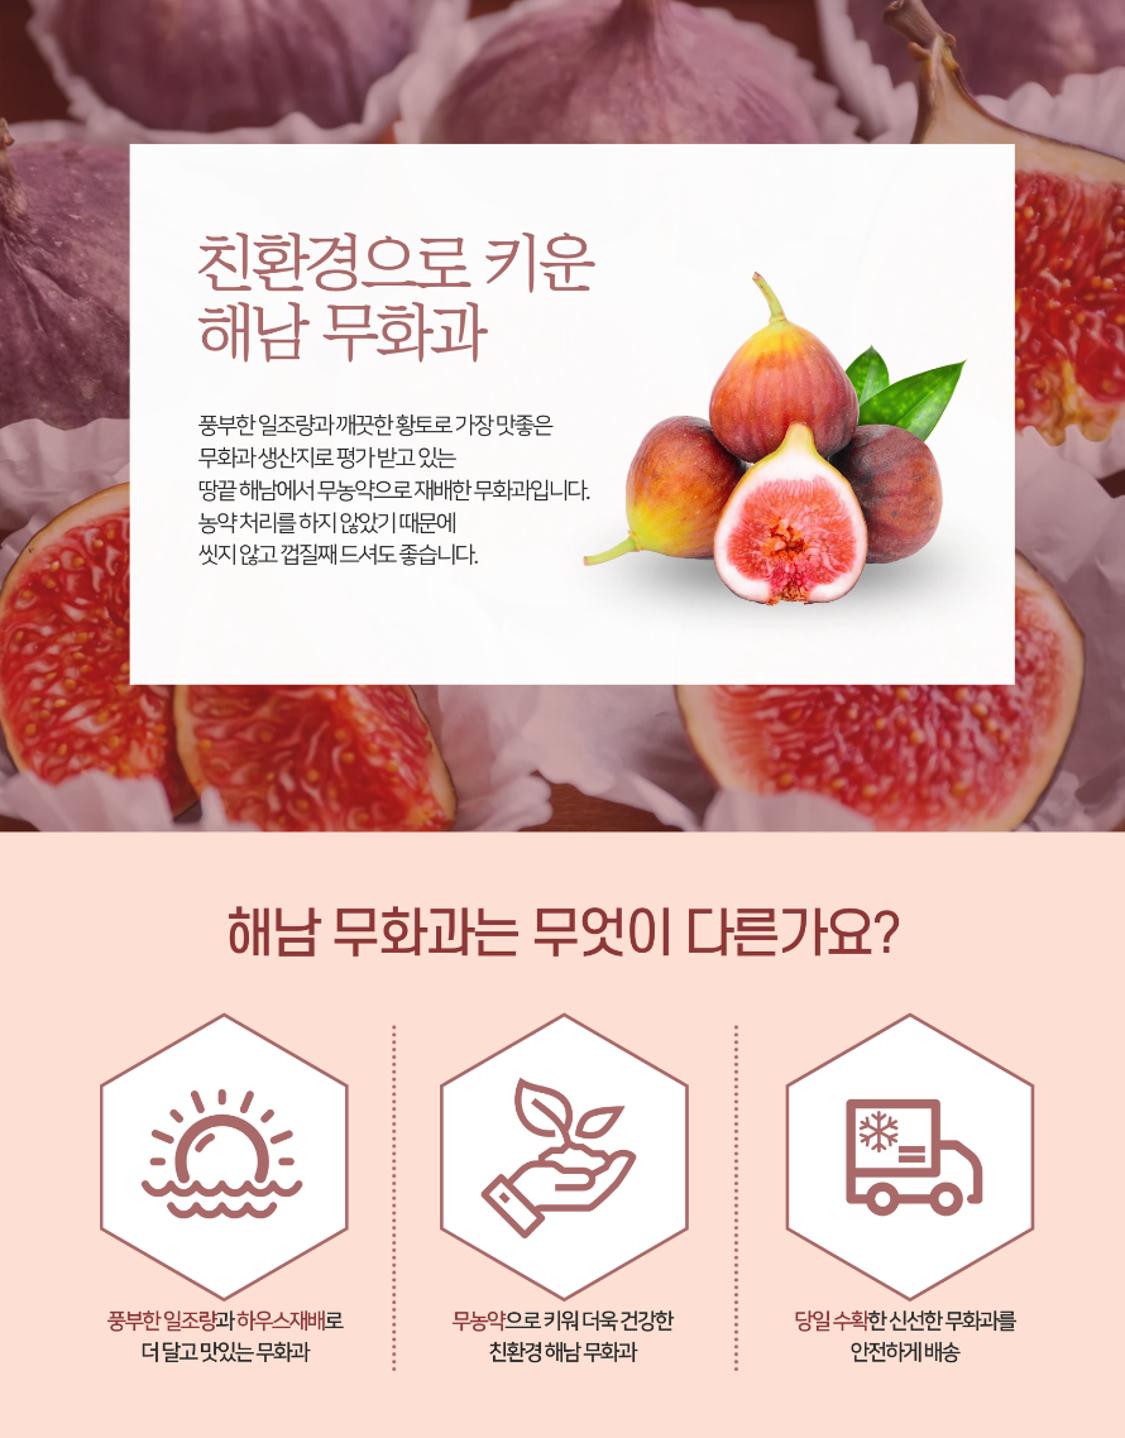 친환경으로 키운
해남 무화과
풍부한 일조량과 깨끗한 황토로 가장 맛좋은
무화과 생산지로 평가 받고 있는
땅끝 해남에서 무농약으로 재배한 무화과입니다.
농약 처리를 하지 않았기 때문에
씻지 않고 껍질째 드셔도 좋습니다.
해남 무화과는 무엇이 다른가요?
풍부한 일조량과 하우스재배로
더 달고 맛있는 무화과
무농약으로 키워 더욱 건강한
친환경 해남 무화과
당일 수확한 신선한 무화과를
안전하게 배송